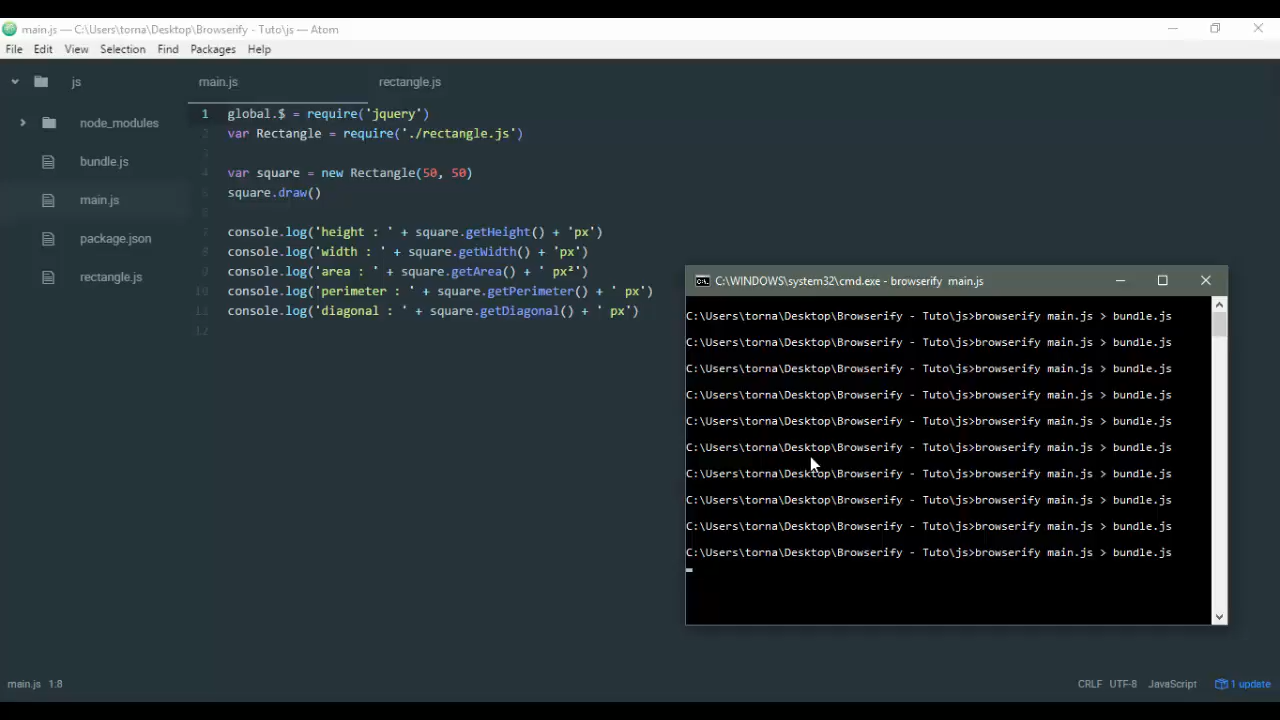 main.js — C:\Users\torna\Desktop\Browserify - Tuto\js — Atom
File Edit View Selection Find Packages Help
js
node_modules
bundle.js
main.js
package.json
rectangle.js
main.js rectangle.js
1 global.$ = require('jquery')
2 var Rectangle = require('./rectangle.js')
3
4 var square = new Rectangle(50, 50)
5 square.draw()
6
7 console.log('height : ' + square.getHeight() + 'px')
8 console.log('width : ' + square.getWidth() + 'px')
9 console.log('area : ' + square.getArea() + ' px²')
10 console.log('perimeter : ' + square.getPerimeter() + ' px')
11 console.log('diagonal : ' + square.getDiagonal() + ' px')
12
C:\WINDOWS\system32\cmd.exe - browserify main.js
C:\Users\torna\Desktop\Browserify - Tuto\js>browserify main.js > bundle.js
C:\Users\torna\Desktop\Browserify - Tuto\js>browserify main.js > bundle.js
C:\Users\torna\Desktop\Browserify - Tuto\js>browserify main.js > bundle.js
C:\Users\torna\Desktop\Browserify - Tuto\js>browserify main.js > bundle.js
C:\Users\torna\Desktop\Browserify - Tuto\js>browserify main.js > bundle.js
C:\Users\torna\Desktop\Browserify - Tuto\js>browserify main.js > bundle.js
C:\Users\torna\Desktop\Browserify - Tuto\js>browserify main.js > bundle.js
C:\Users\torna\Desktop\Browserify - Tuto\js>browserify main.js > bundle.js
C:\Users\torna\Desktop\Browserify - Tuto\js>browserify main.js > bundle.js
C:\Users\torna\Desktop\Browserify - Tuto\js>browserify main.js > bundle.js
main.js 1:8 CRLF UTF-8 JavaScript 1 update